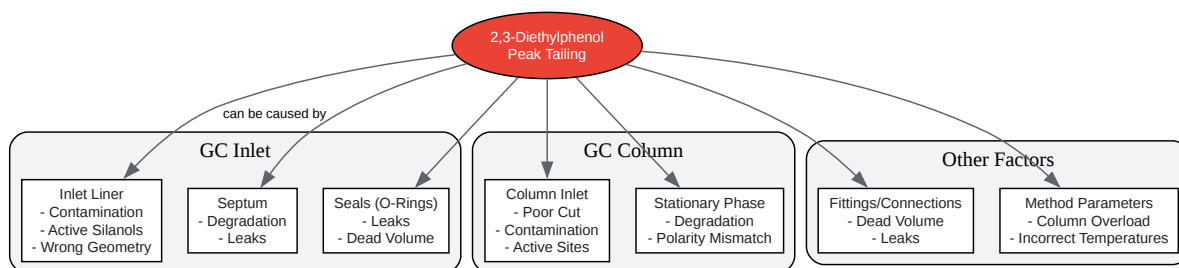 2,3-Diethylphenol
Peak Tailing
can be caused by
GC Inlet
Inlet Liner
- Contamination
- Active Silanols
- Wrong Geometry
Septum
- Degradation
- Leaks
Seals (O-Rings)
- Leaks
- Dead Volume
GC Column
Column Inlet
- Poor Cut
- Contamination
- Active Sites
Stationary Phase
- Degradation
- Polarity Mismatch
Other Factors
Fittings/Connections
- Dead Volume
- Leaks
Method Parameters
- Column Overload
- Incorrect Temperatures